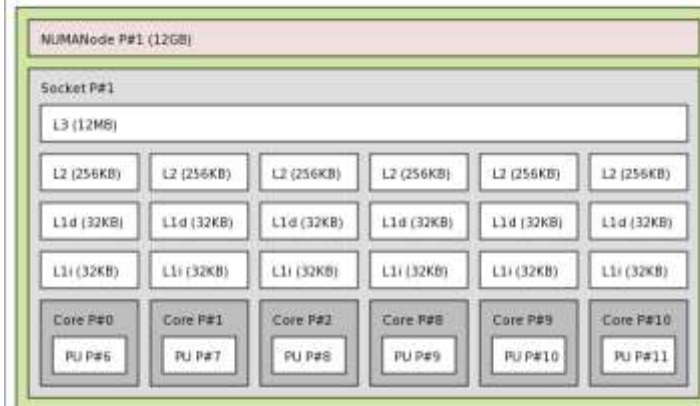 NUMANode P#1 (12GB)
Socket P#1
L3 (12MB)
L2 (256KB) L2 (256KB) L2 (256KB) L2 (256KB) L2 (256KB) L2 (256KB)
L1d (32KB) L1d (32KB) L1d (32KB) L1d (32KB) L1d (32KB) L1d (32KB)
L1i (32KB) L1i (32KB) L1i (32KB) L1i (32KB) L1i (32KB) L1i (32KB)
Core P#0 Core P#1 Core P#2 Core P#8 Core P#9 Core P#10
PU P#6 PU P#7 PU P#8 PU P#9 PU P#10 PU P#11